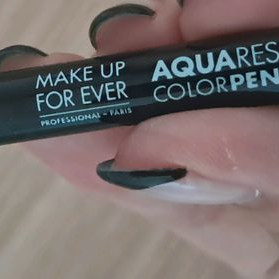 MAKE UP
FOR EVER
PROFESSIONAL – PARIS
AQUARES
COLORPEN